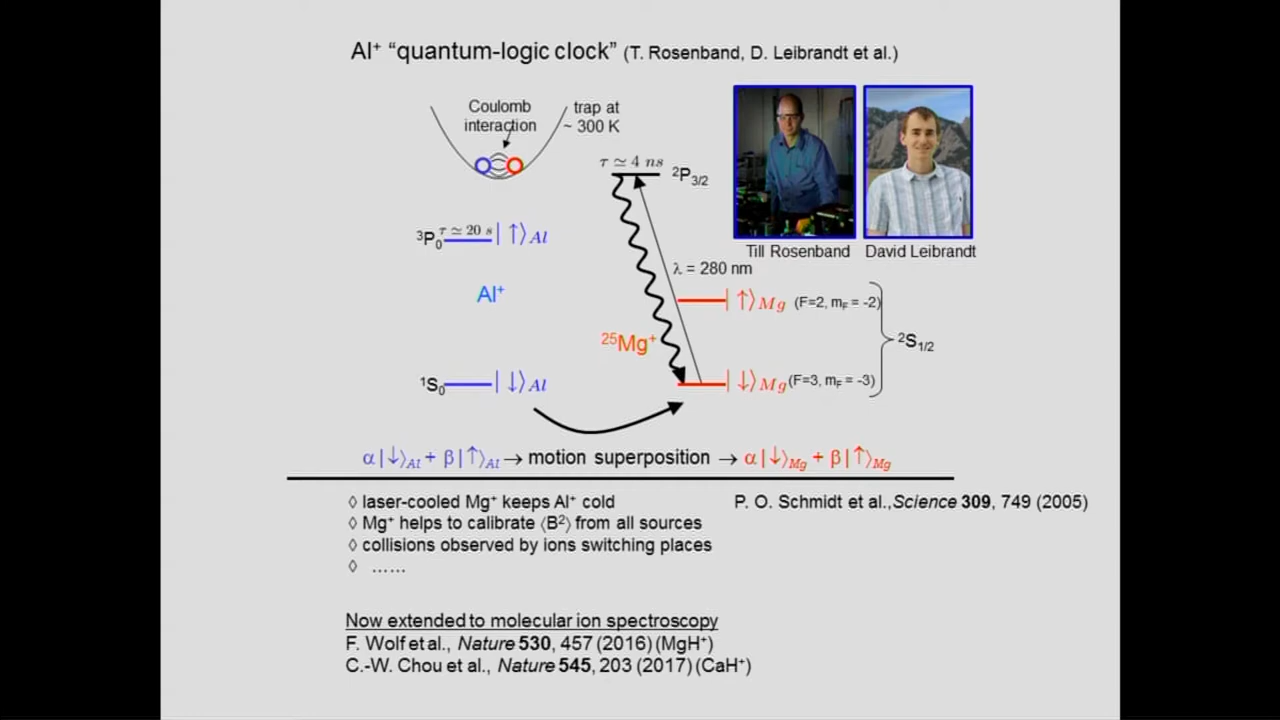 Al⁺ “quantum-logic clock” (T. Rosenband, D. Leibrandt et al.)
Coulomb interaction
trap at ~ 300 K
τ ≃ 4 ns
²P₃/₂
Till Rosenband
David Leibrandt
³P₀
τ ≃ 20 s
|↑⟩Al
λ = 280 nm
Al⁺
|↑⟩Mg (F=2, mF = -2)
²⁵Mg⁺
²S₁/₂
¹S₀
|↓⟩Al
|↓⟩Mg (F=3, mF = -3)
α|↓⟩Al + β|↑⟩Al → motion superposition → α|↓⟩Mg + β|↑⟩Mg
◊ laser-cooled Mg⁺ keeps Al⁺ cold
P. O. Schmidt et al.,Science 309, 749 (2005)
◊ Mg⁺ helps to calibrate ⟨B²⟩ from all sources
◊ collisions observed by ions switching places
◊ ……
Now extended to molecular ion spectroscopy
F. Wolf et al., Nature 530, 457 (2016) (MgH⁺)
C.-W. Chou et al., Nature 545, 203 (2017) (CaH⁺)